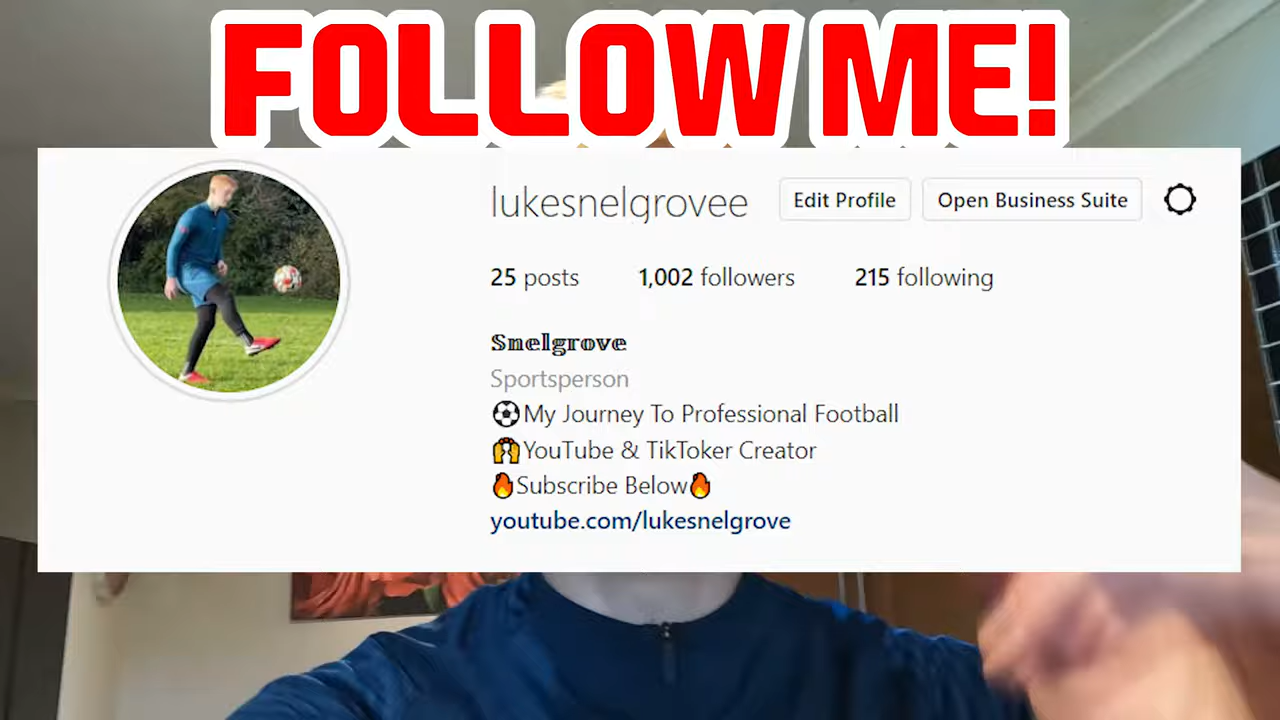 FOLLOW ME!
lukesnelgrovee Edit Profile Open Business Suite
25 posts 1,002 followers 215 following
𝕊𝕟𝕖𝕝𝕘𝕣𝕠𝕧𝕖
Sportsperson
⚽My Journey To Professional Football
🙌YouTube & TikToker Creator
🔥Subscribe Below🔥
youtube.com/lukesnelgrove